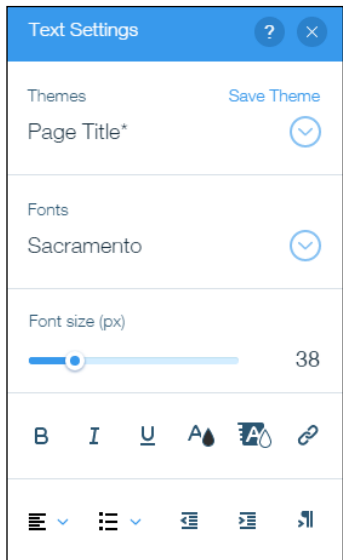 Text Settings ?
Themes Save Theme
Page Title*
Fonts
Sacramento
Font size (px)
38
B I U A A